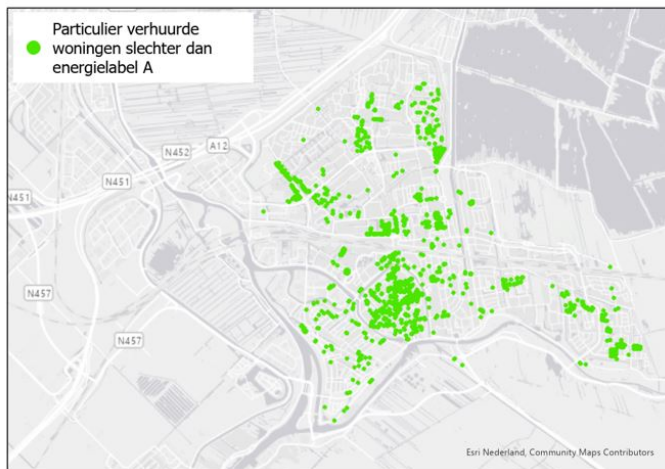 Particulier verhuurde
woningen slechter dan
energielabel A
N452
A12
N451
N451
N457
N457
Esri Nederland, Community Maps Contributors